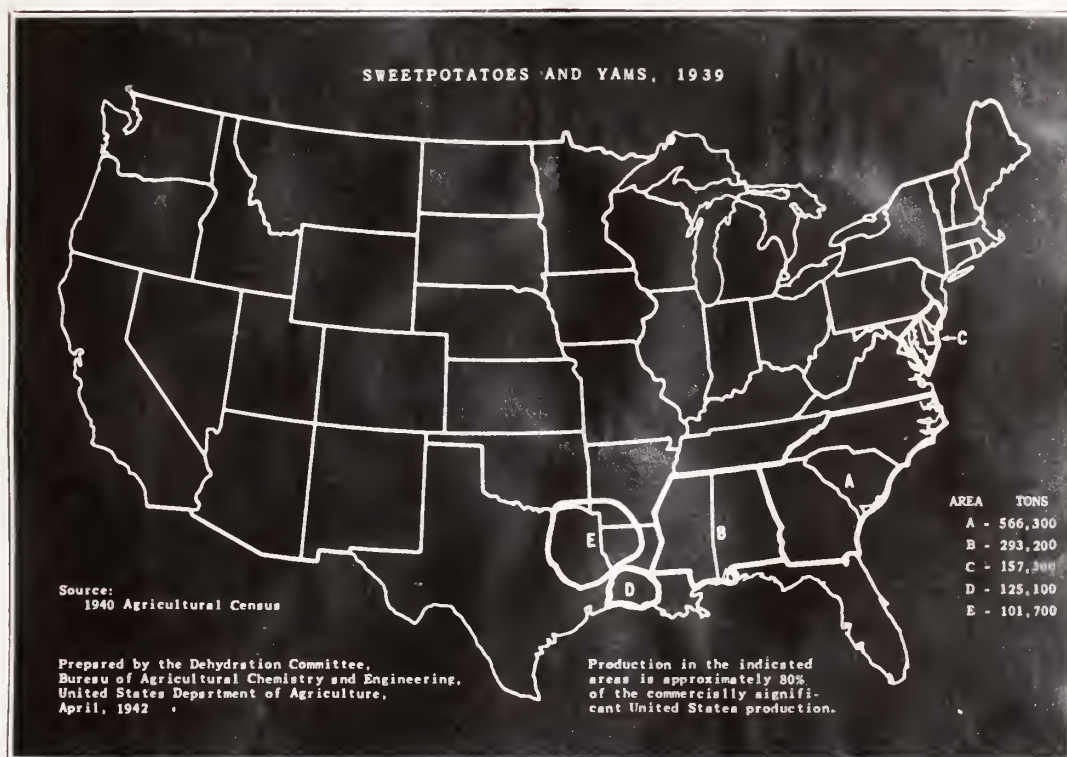 SWEETPOTATOES AND YAMS, 1939
C
A
B
E
D
AREA TONS
A - 566,300
B - 293,200
C - 157,300
D - 125,100
E - 101,700
Source:
1940 Agricultural Census
Prepared by the Dehydration Committee,
Bureau of Agricultural Chemistry and Engineering,
United States Department of Agriculture,
April, 1942
Production in the indicated
areas is approximately 80%
of the commercially signifi-
cant United States production.